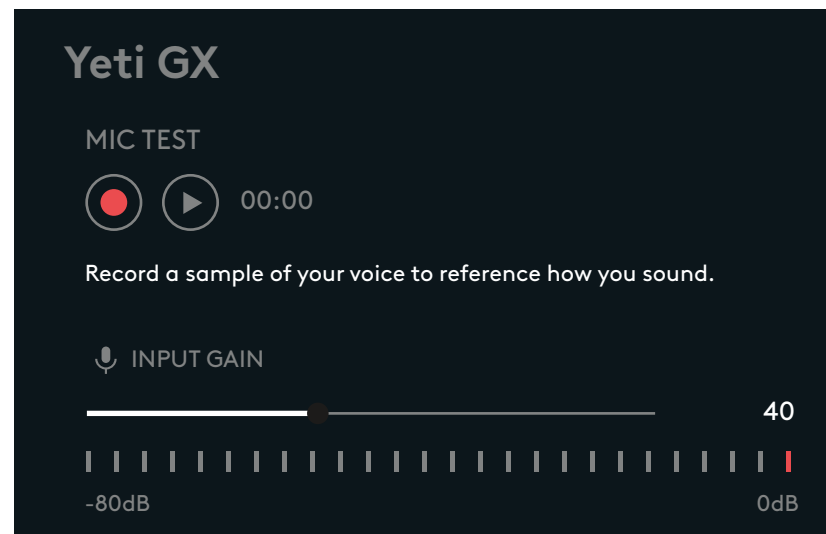 Yeti GX
MIC TEST
00:00
Record a sample of your voice to reference how you sound.
INPUT GAIN
40
-80dB 0dB